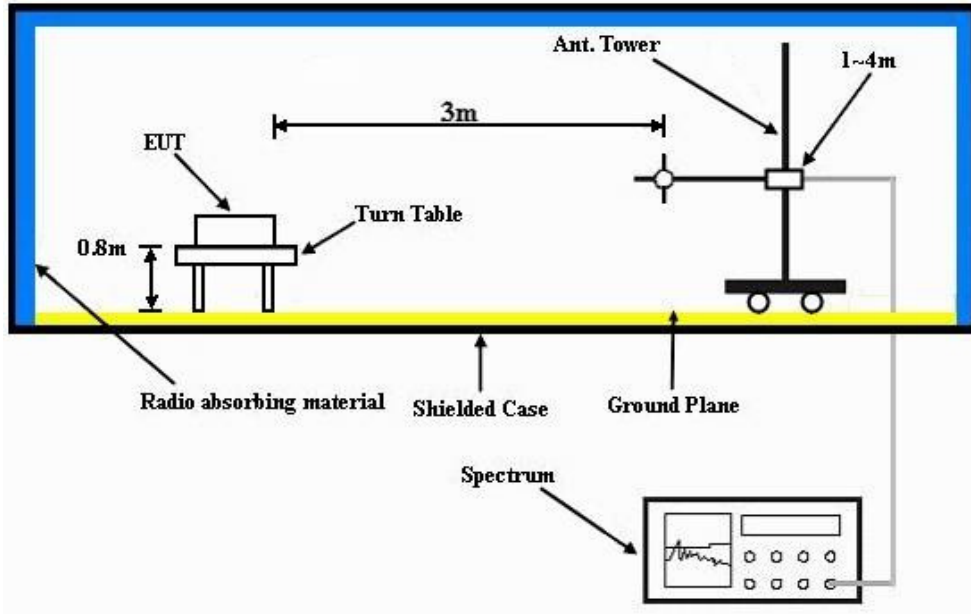 Ant. Tower
1~4m
3m
EUT
Turn Table
0.8m
Radio absorbing material
Shielded Case
Ground Plane
Spectrum